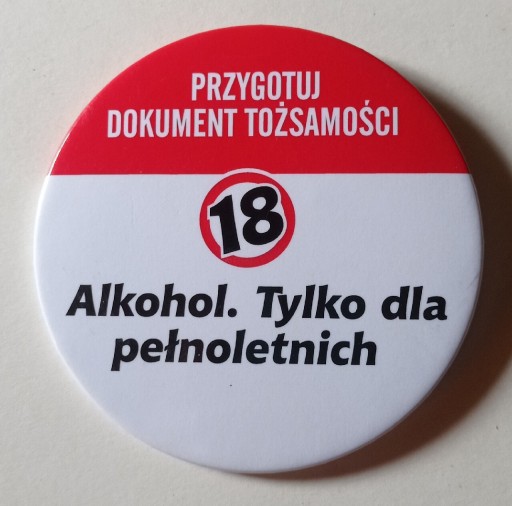 PRZYGOTUJ
DOKUMENT TOŻSAMOŚCI
18
Alkohol. Tylko dla
pełnoletnich